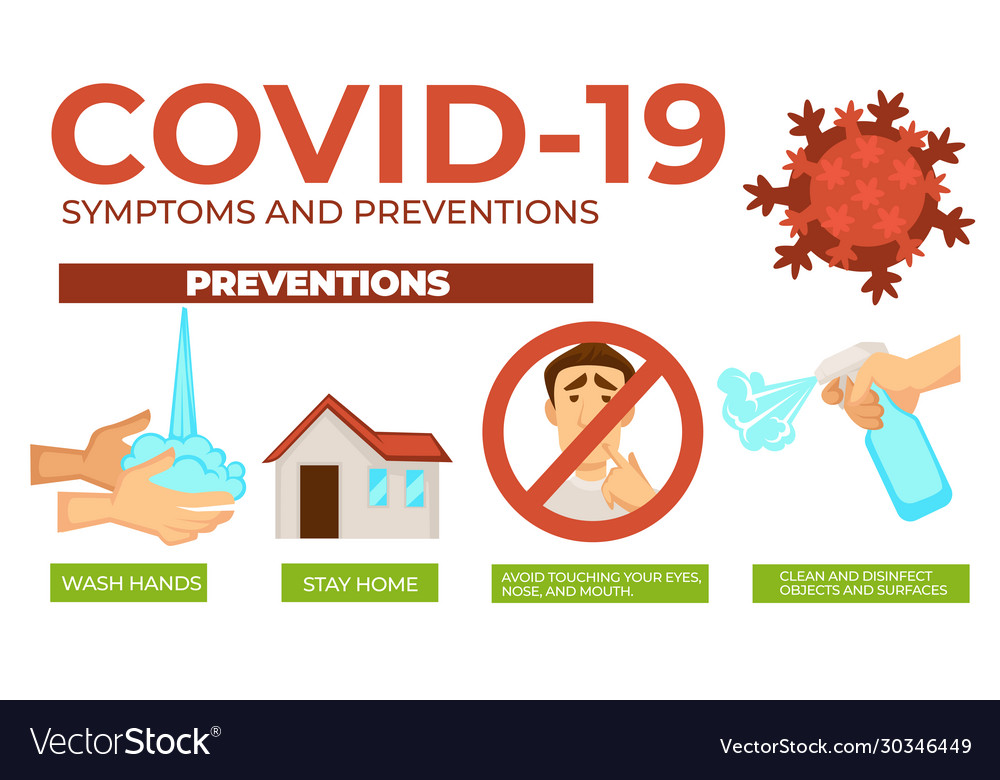 COVID-19
SYMPTOMS AND PREVENTIONS
PREVENTIONS
WASH HANDS
STAY HOME
AVOID TOUCHING YOUR EYES,
NOSE, AND MOUTH.
CLEAN AND DISINFECT
OBJECTS AND SURFACES
VectorStock®
VectorStock.com/30346449